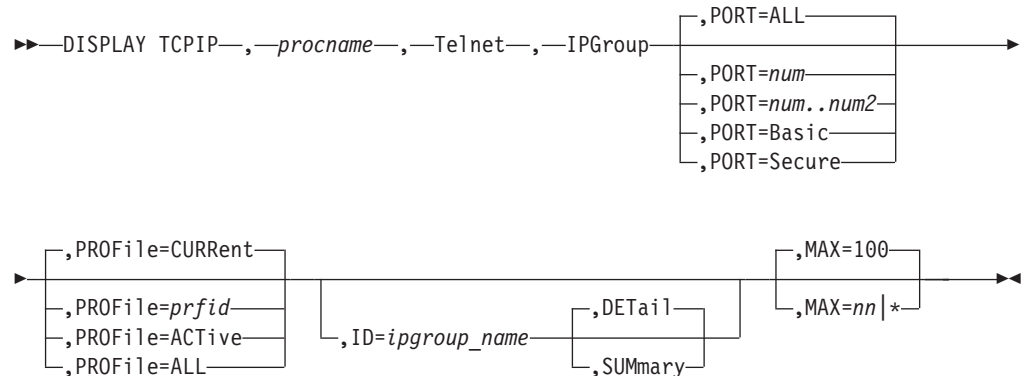 ,PORT=ALL
DISPLAY TCPIP , procname , Telnet , IPGroup
,PORT=num
,PORT=num..num2
,PORT=Basic
,PORT=Secure
,PROFile=CURRent
,MAX=100
,PROFile=prfid
,DETail
,MAX=nn|*
,PROFile=ACTive
,ID=ipgroup_name
,PROFile=ALL
,SUMmary